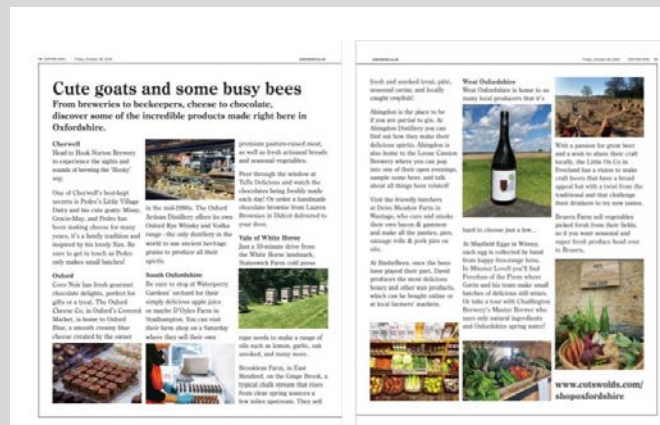 Friday, October 30, 2020
Cute goats and some busy bees
From breweries to beekeepers, cheese to chocolate,
discover some of the incredible products made right here in
Oxfordshire.
Cherwell
Head to Hook Norton Brewery
to experience the sights and
sounds of brewing the 'Hooky'
way.
One of Cherwell's best-kept
secrets is Pedro's Little Village
Dairy and his cute goats: Missy,
Gracie-May, and Pedro has
been making cheese for many
years, it's a family tradition and
inspired by his lovely Nan. Be
sure to get in touch as Pedro
only makes small batches!
Oxford
Coco Noir has fresh gourmet
chocolate delights, perfect for
gifts or a treat. The Oxford
Cheese Co. in Oxford's Covered
Market, is home to Oxford
Blue, a smooth creamy blue
cheese created by the owner
in the mid-1990s. The Oxford
Artisan Distillery offers its own
Oxford Rye Whisky and Vodka
range - the only distillery in the
world to use ancient heritage
grains to produce all their
spirits.
South Oxfordshire
Be sure to stop at Waterperry
Gardens' orchard for their
simply delicious apple juice
or maybe D'Oyley Farm in
Stadhampton. You can visit
their farm shop on a Saturday
where they sell their own
premium pasture-raised meat,
as well as fresh artisanal breads
and seasonal vegetables.
Peer through the window at
Tuffa Delicious and watch the
chocolates being freshly made
each day! Or order a handmade
chocolate brownie from Lauren
Brownies in Didcot delivered to
your door.
Vale of White Horse
Just a 10-minute drive from
the White Horse landmark,
Farm cold press
rape seeds to make a range of
oils such as lemon, garlic, oak
smoked, and many more.
Brookleas Farm, in East
Hendred, on the Ginge Brook, a
typical chalk stream that rises
from clear spring sources a
few miles upstream. They sell
fresh and smoked trout, pâté,
seasonal caviar, and locally
caught crayfish!
Abingdon is the place to be
if you are partial to gin. At
Abingdon Distillery you can
find out how they make their
delicious spirits. Abingdon is
also home to the Loose Cannon
Brewery where you can pop
into one of their open evenings,
sample some beer, and talk
about all things beer related!
Visit the friendly butchers
at Dews Meadow Farm in
Wantage, who cure and smoke
their own bacon & gammon
and make all the pasties, pies,
sausage rolls & pork pies on
site.
At BimblyBees, once the bees
have played their part, David
produces the most delicious
honey and other wax products,
which can be bought online or
at local farmers' markets.
West Oxfordshire
West Oxfordshire is home to so
many local producers that it's
hard to choose just a few...
At Mayfield Eggs in Witney,
each egg is collected by hand
from happy free-range hens.
In Minster Lovell you'll find
Freedom of the Press where
Gavin and his team make small
batches of delicious still wines.
Or take a tour with Chadlington
Brewery's Master Brewer who
uses only natural ingredients
and Oxfordshire spring water!
With a passion for great beer
and a wish to share their craft
locally, the Little Ox Co in
Freeland has a vision to make
craft beers that have a broad
appeal but with a twist from the
traditional and that challenge
their drinkers to try new tastes.
Bruern Farm sell vegetables
picked fresh from their fields,
so if you want seasonal and
super fresh produce head over
to Bruern.
www.cotswolds.com/
shopoxfordshire